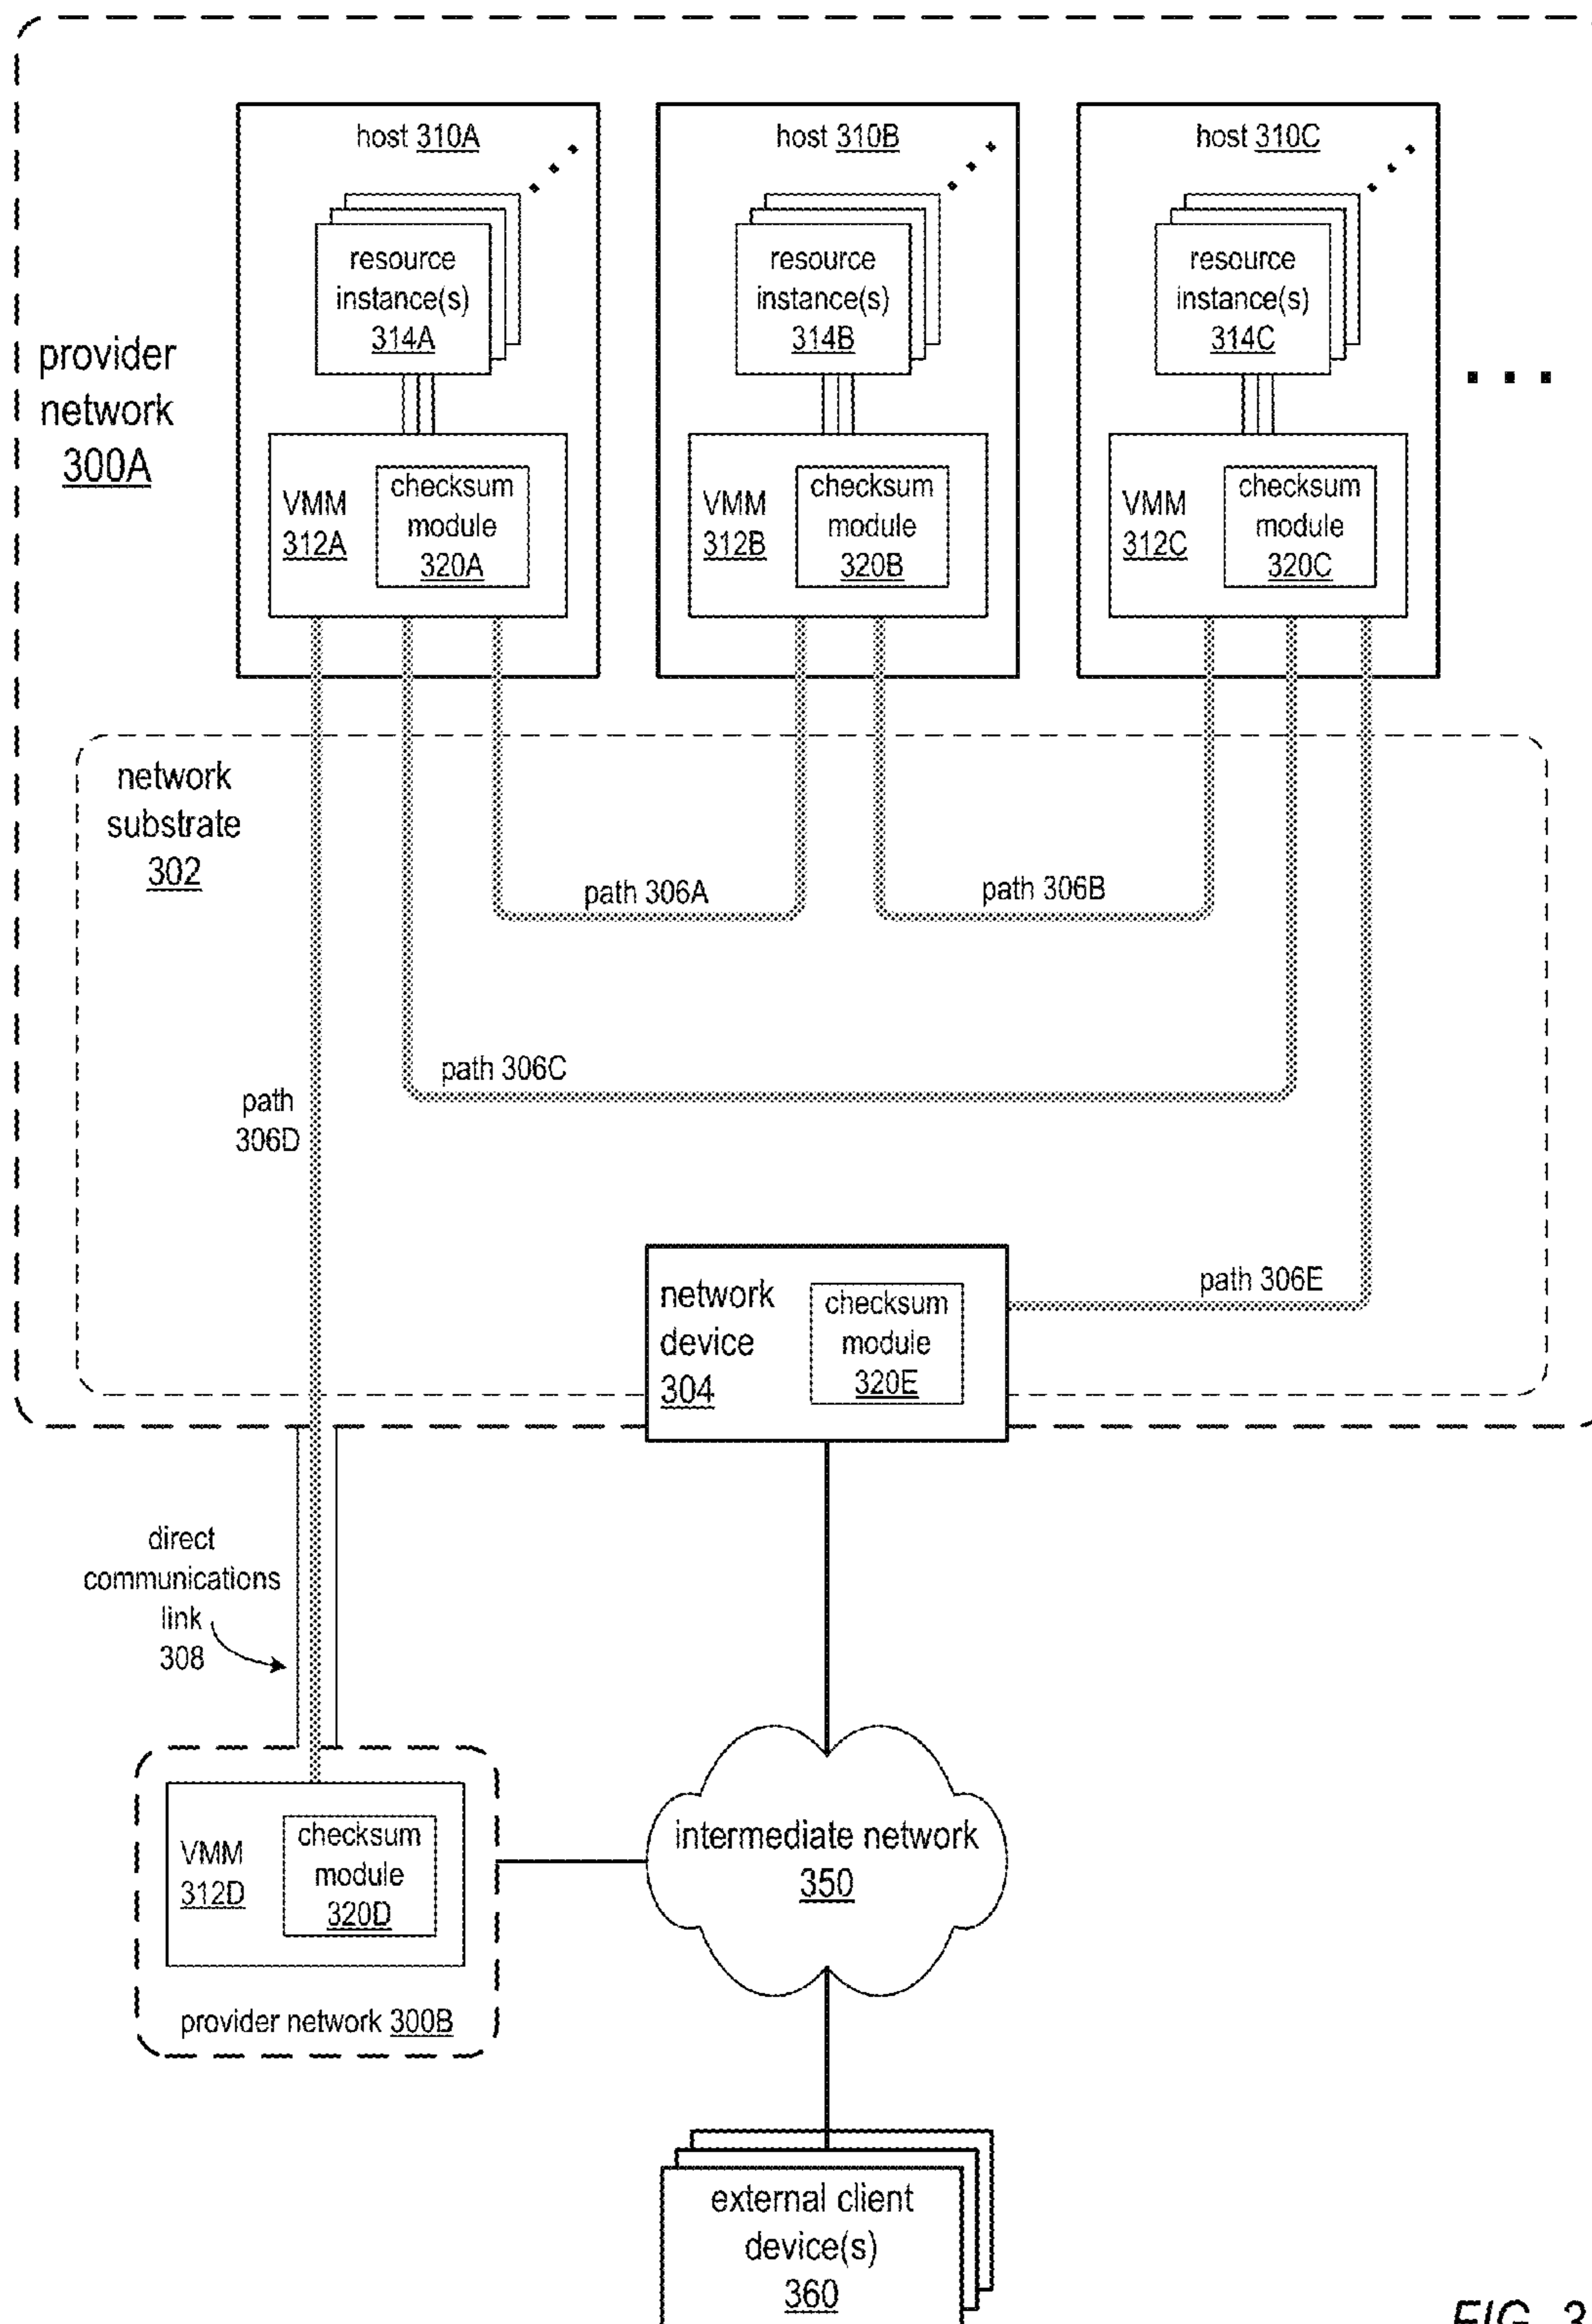 host 310A
resource
instance(s)
314A
VMM
312A
checksum
module
320A
host 310B
resource
instance(s)
314B
VMM
312B
checksum
module
320B
host 310C
resource
instance(s)
314C
VMM
312C
checksum
module
320C
provider
network
300A
network
substrate
302
path 306A
path 306B
path 306C
path
306D
path 306E
network
device
304
checksum
module
320E
direct
communications
link
308
VMM
312D
checksum
module
320D
provider network 300B
intermediate network
350
external client
device(s)
360
FIG. 3